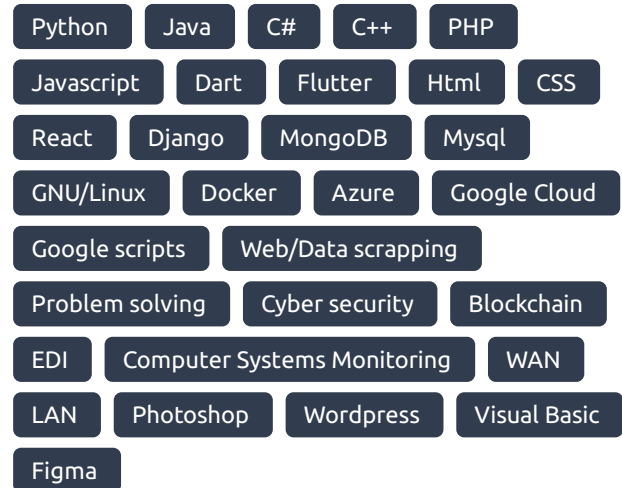 Python Java C# C++ PHP
Javascript Dart Flutter Html CSS
React Django MongoDB Mysql
GNU/Linux Docker Azure Google Cloud
Google scripts Web/Data scrapping
Problem solving Cyber security Blockchain
EDI Computer Systems Monitoring WAN
LAN Photoshop Wordpress Visual Basic
Figma